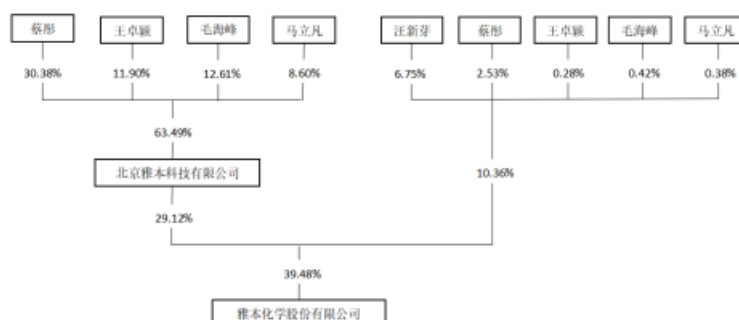 蔡彤 王卓颖 毛海峰 马立凡 汪新芽 蔡彤 王卓颖 毛海峰 马立凡
30.38% 11.90% 12.61% 8.60% 6.75% 2.53% 0.28% 0.42% 0.38%
63.49%
北京雅本科技有限公司 10.36%
29.12%
39.48%
雅本化学股份有限公司